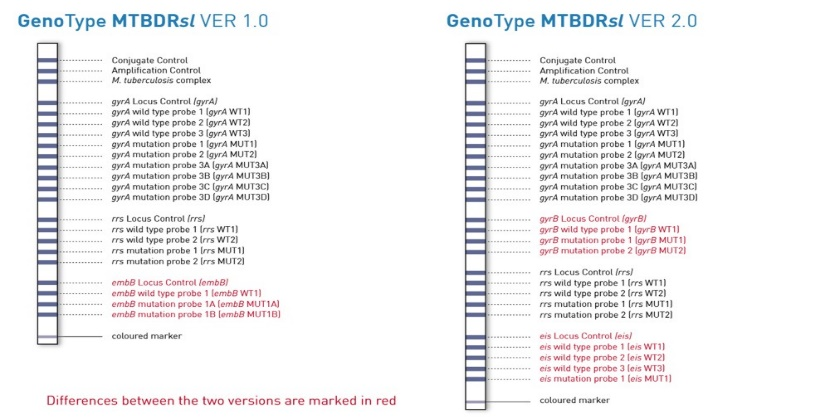 GenoType MTBDRsl VER 1.0
Conjugate Control
Amplification Control
M. tuberculosis complex
gyrA Locus Control (gyrA)
gyrA wild type probe 1 (gyrA WT1)
gyrA wild type probe 2 (gyrA WT2)
gyrA wild type probe 3 (gyrA WT3)
gyrA mutation probe 1 (gyrA MUT1)
gyrA mutation probe 2 (gyrA MUT2)
gyrA mutation probe 3A (gyrA MUT3A)
gyrA mutation probe 3B (gyrA MUT3B)
gyrA mutation probe 3C (gyrA MUT3C)
gyrA mutation probe 3D (gyrA MUT3D)
rrs Locus Control (rrs)
rrs wild type probe 1 (rrs WT1)
rrs wild type probe 2 (rrs WT2)
rrs mutation probe 1 (rrs MUT1)
rrs mutation probe 2 (rrs MUT2)
embB Locus Control (embB)
embB wild type probe 1 (embB WT1)
embB mutation probe 1A (embB MUT1A)
embB mutation probe 1B (embB MUT1B)
coloured marker
Differences between the two versions are marked in red
GenoType MTBDRsl VER 2.0
Conjugate Control
Amplification Control
M. tuberculosis complex
gyrA Locus Control (gyrA)
gyrA wild type probe 1 (gyrA WT1)
gyrA wild type probe 2 (gyrA WT2)
gyrA wild type probe 3 (gyrA WT3)
gyrA mutation probe 1 (gyrA MUT1)
gyrA mutation probe 2 (gyrA MUT2)
gyrA mutation probe 3A (gyrA MUT3A)
gyrA mutation probe 3B (gyrA MUT3B)
gyrA mutation probe 3C (gyrA MUT3C)
gyrA mutation probe 3D (gyrA MUT3D)
gyrB Locus Control (gyrB)
gyrB wild type probe 1 (gyrB WT1)
gyrB mutation probe 1 (gyrB MUT1)
gyrB mutation probe 2 (gyrB MUT2)
rrs Locus Control (rrs)
rrs wild type probe 1 (rrs WT1)
rrs wild type probe 2 (rrs WT2)
rrs mutation probe 1 (rrs MUT1)
rrs mutation probe 2 (rrs MUT2)
eis Locus Control (eis)
eis wild type probe 1 (eis WT1)
eis wild type probe 2 (eis WT2)
eis wild type probe 3 (eis WT3)
eis mutation probe 1 (eis MUT1)
coloured marker